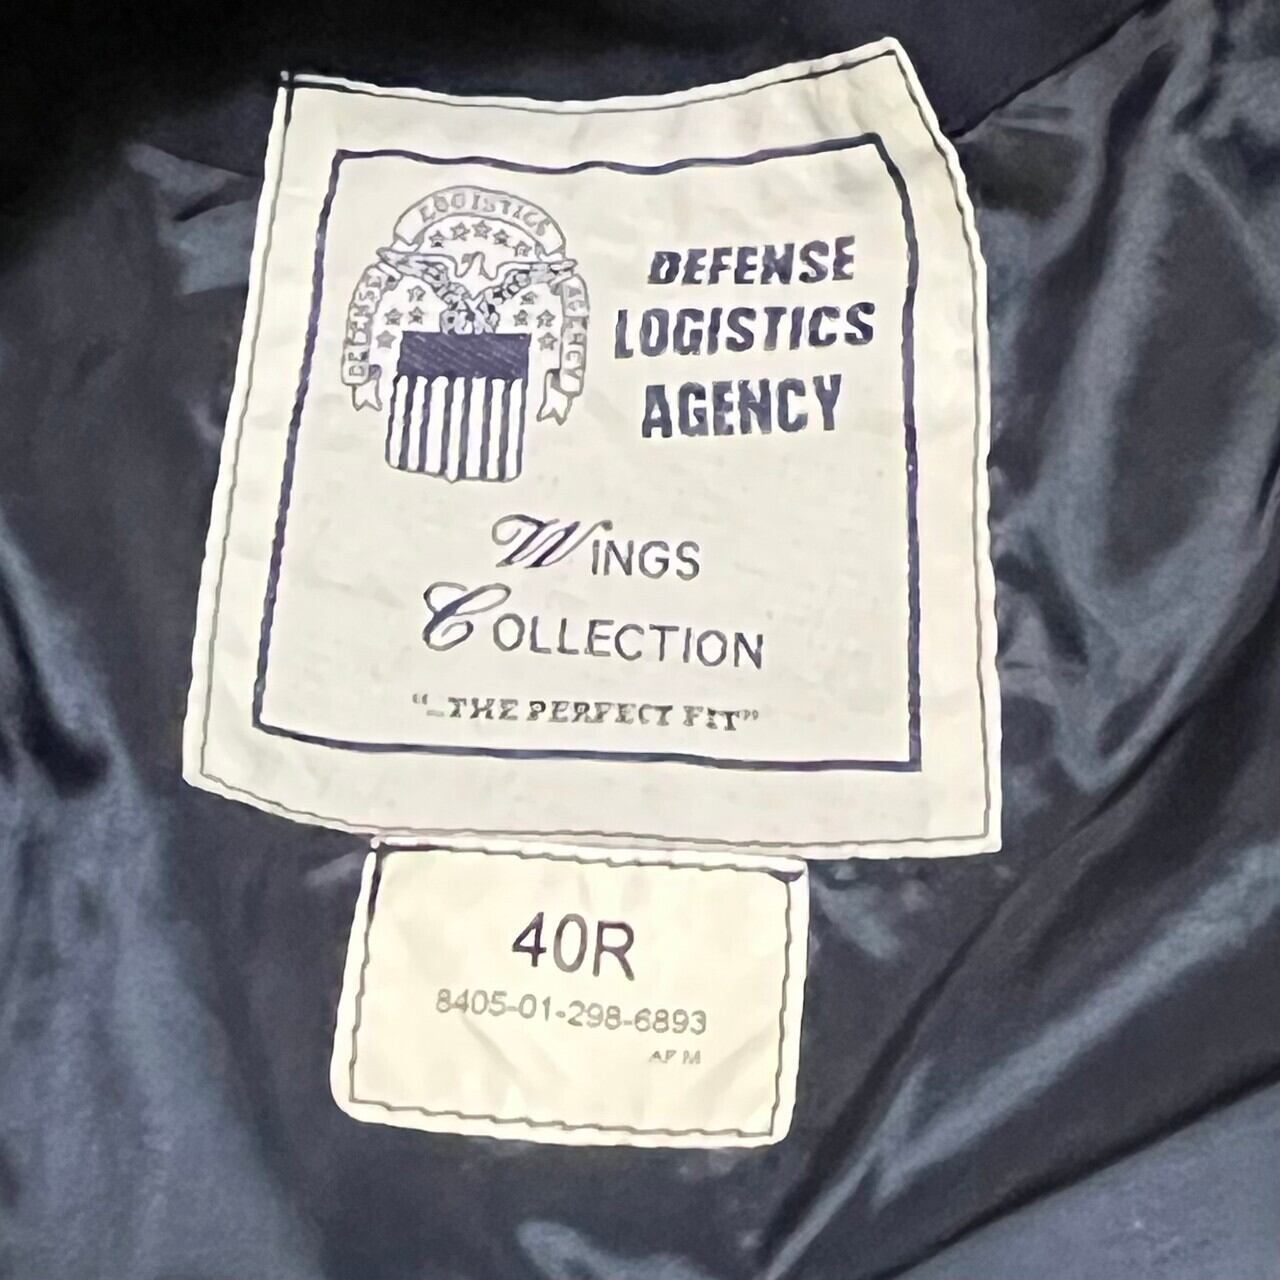 LOGISTICS
DEFENSE
AGENCY
DEFENSE
LOGISTICS
AGENCY
WINGS
COLLECTION
"...THE PERFECT FIT"
40R
8405-01-298-6893
AF M